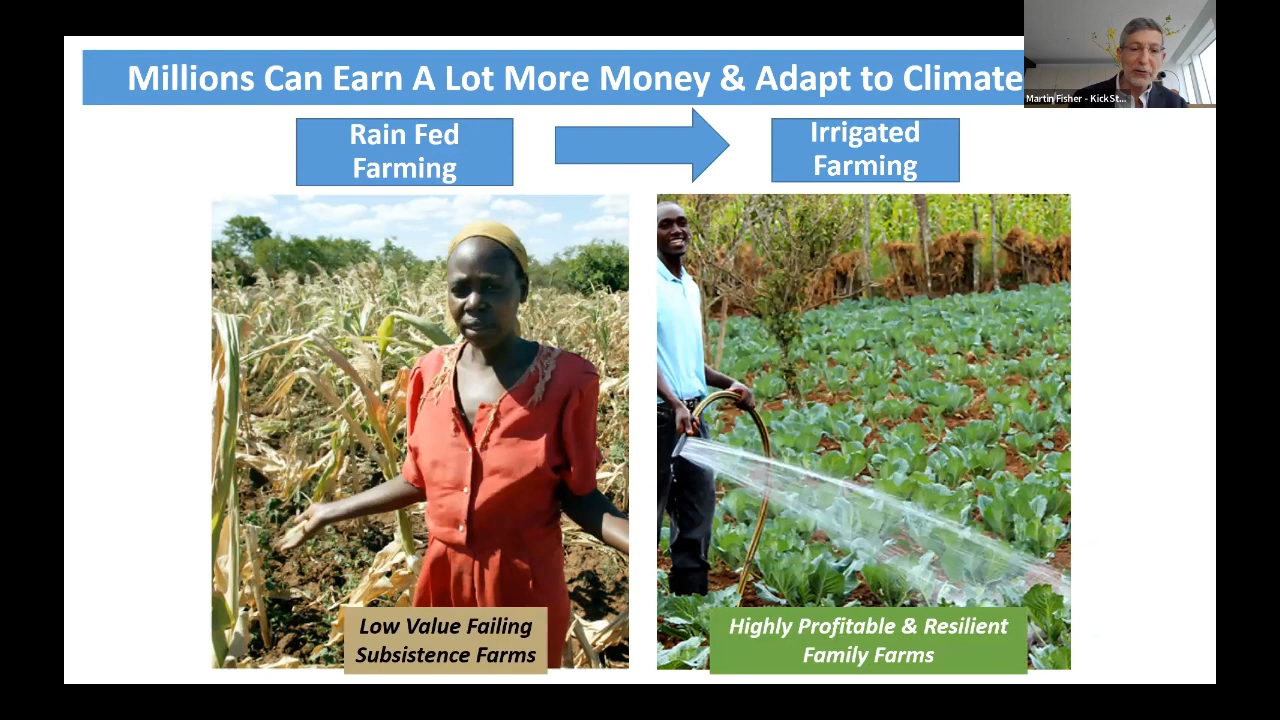 Millions Can Earn A Lot More Money & Adapt to Climate
Martin Fisher - KickSt...
Rain Fed
Farming
Irrigated
Farming
Low Value Failing
Subsistence Farms
Highly Profitable & Resilient
Family Farms